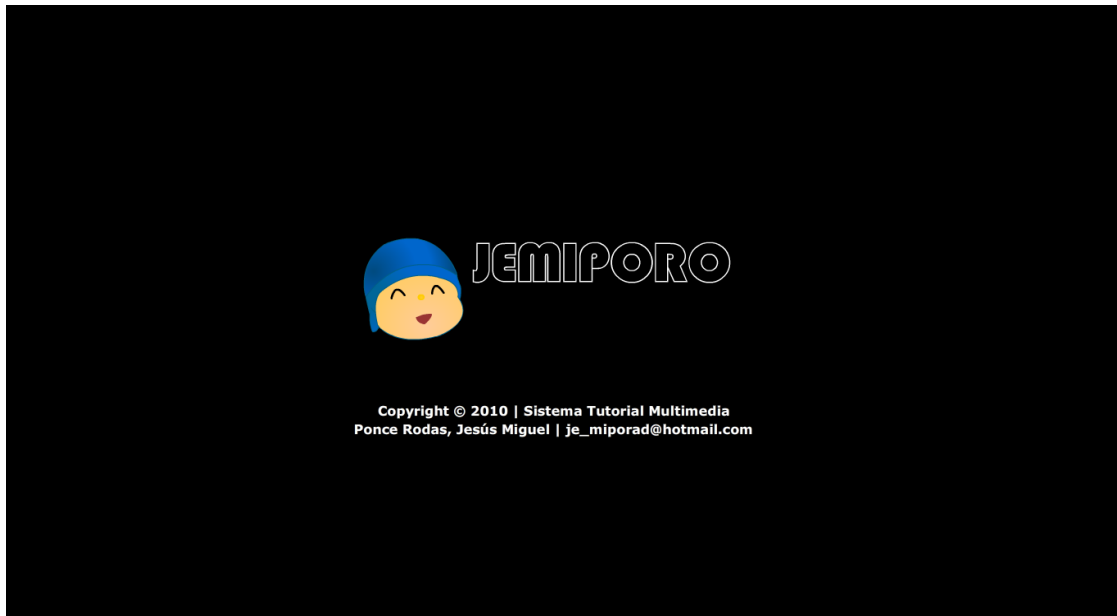 JEMIPORO
Copyright © 2010 | Sistema Tutorial Multimedia
Ponce Rodas, Jesús Miguel | je_miporad@hotmail.com